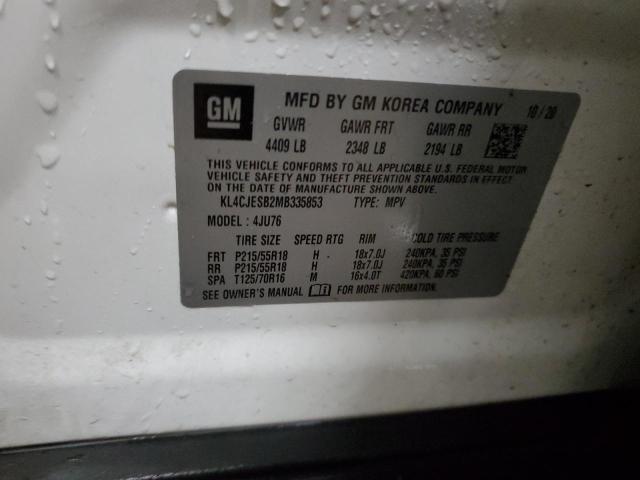 GM MFD BY GM KOREA COMPANY 10/20
GVWR GAWR FRT GAWR RR
4409 LB 2348 LB 2194 LB
THIS VEHICLE CONFORMS TO ALL APPLICABLE U.S. FEDERAL MOTOR
VEHICLE SAFETY AND THEFT PREVENTION STANDARDS IN EFFECT ON THE
DATE OF MANUFACTURE SHOWN ABOVE.
KL4CJESB2MB335853 TYPE: MPV
MODEL: 4JU76
TIRE SIZE SPEED RTG RIM COLD TIRE PRESSURE
FRT P215/55R18 H 18x7.0J 240KPA, 35 PSI
RR P215/55R18 H 18x7.0J 240KPA, 35 PSI
SPA T125/70R16 M 16x4.0T 420KPA, 60 PSI
SEE OWNER'S MANUAL FOR MORE INFORMATION.